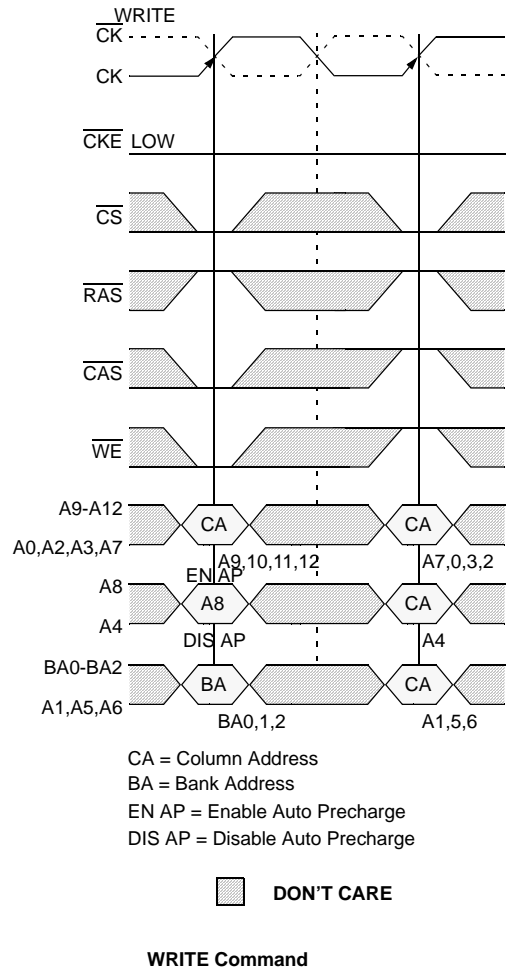 WRITE
CK
CK
CKE LOW
CS
RAS
CAS
WE
A9-A12
CA
CA
A0,A2,A3,A7
A9,10,11,12
A7,0,3,2
EN AP
A8
A8
CA
A4
DIS AP
A4
BA0-BA2
BA
CA
A1,A5,A6
BA0,1,2
A1,5,6
CA = Column Address
BA = Bank Address
EN AP = Enable Auto Precharge
DIS AP = Disable Auto Precharge
DON'T CARE
WRITE Command